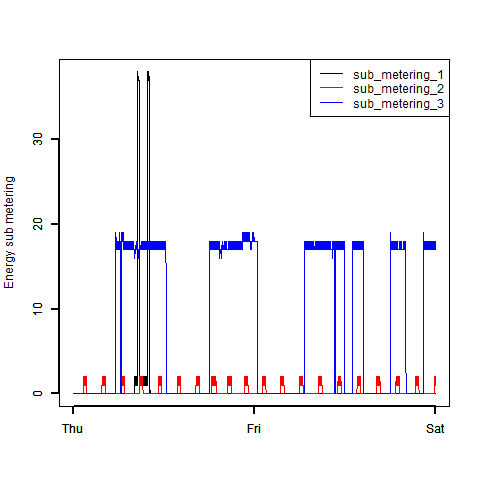 sub_metering_1
sub_metering_2
sub_metering_3
Energy sub metering
30
20
10
0
Thu Fri Sat